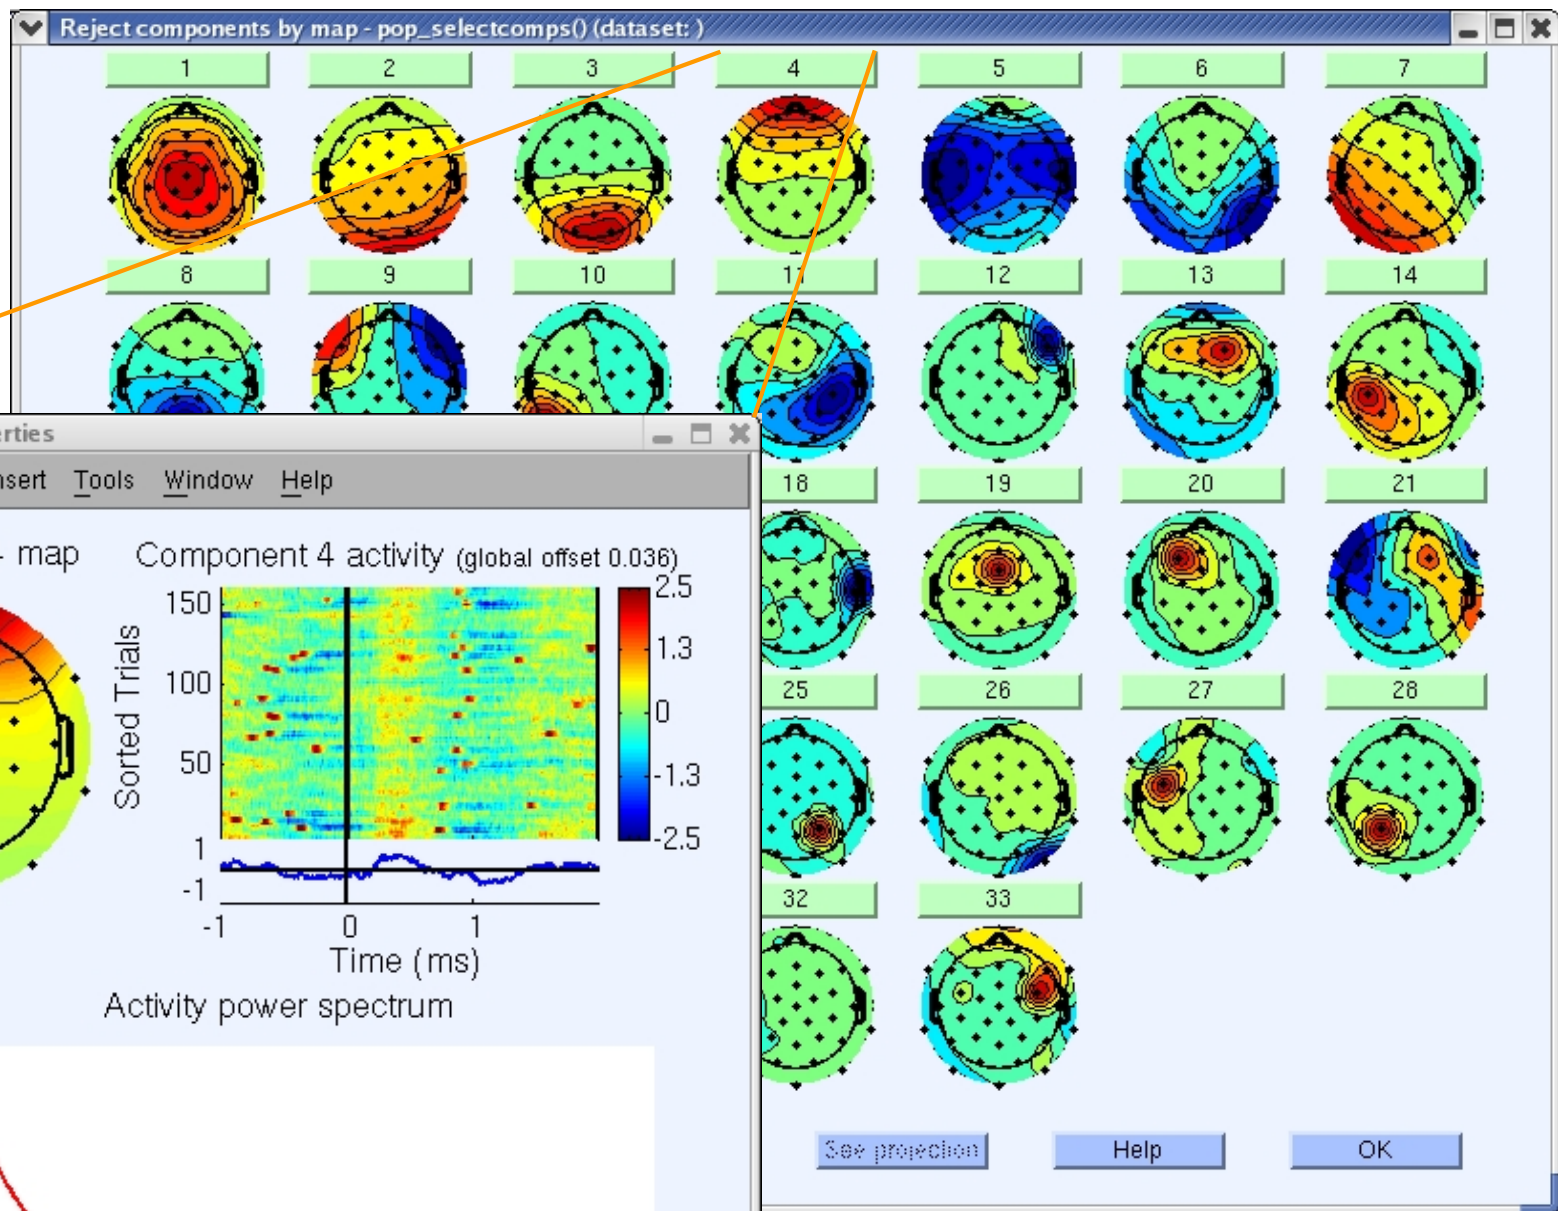 Reject components by map - pop_selectcomps() (dataset: )
1 2 3 4 5 6 7
8 9 10 11 12 13 14
erties
nsert Tools Window Help
18 19 20 21
map Component 4 activity (global offset 0.036)
Sorted Trials
150
100
50
1
-1
2.5
1.3
0
-1.3
-2.5
-1 0 1
Time (ms)
Activity power spectrum
25 26 27 28
32 33
See projection Help OK